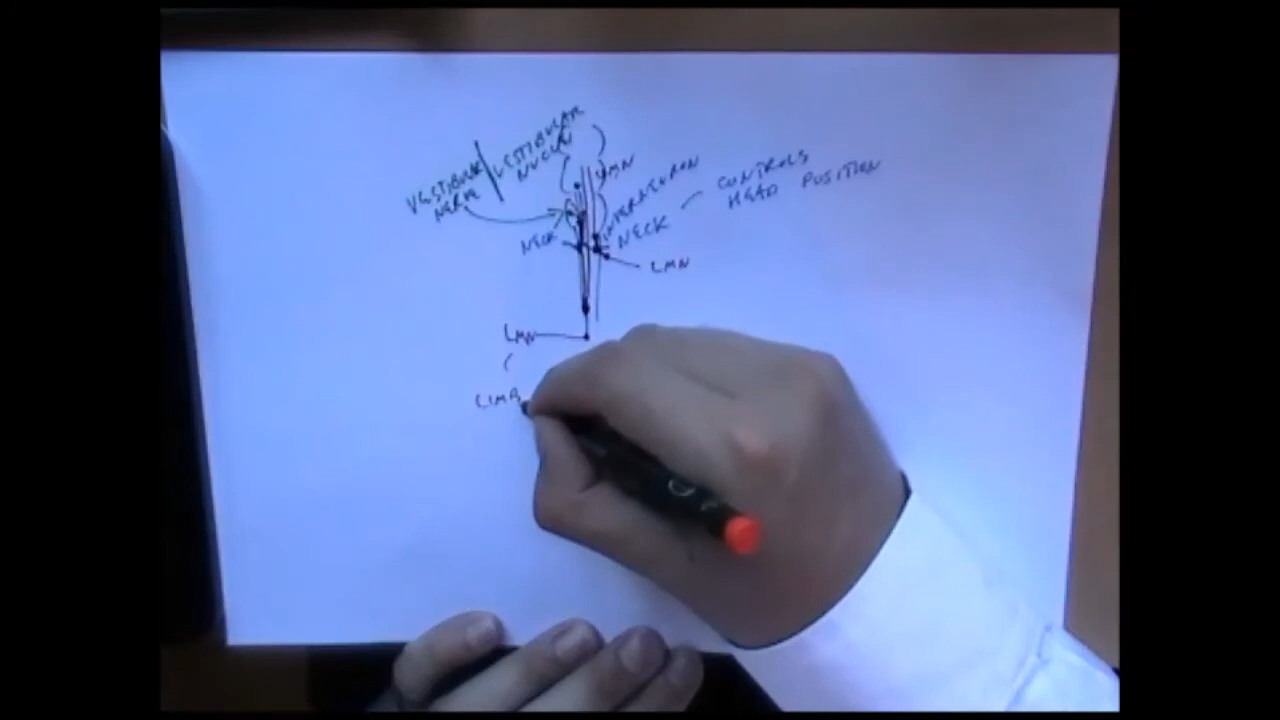 VESTIBULAR
NERVE
VESTIBULAR
NUCLEI
UMN
INTERNEURON
NECK
NECK
CONTROLS
HEAD POSITION
LMN
LMN
LIMB